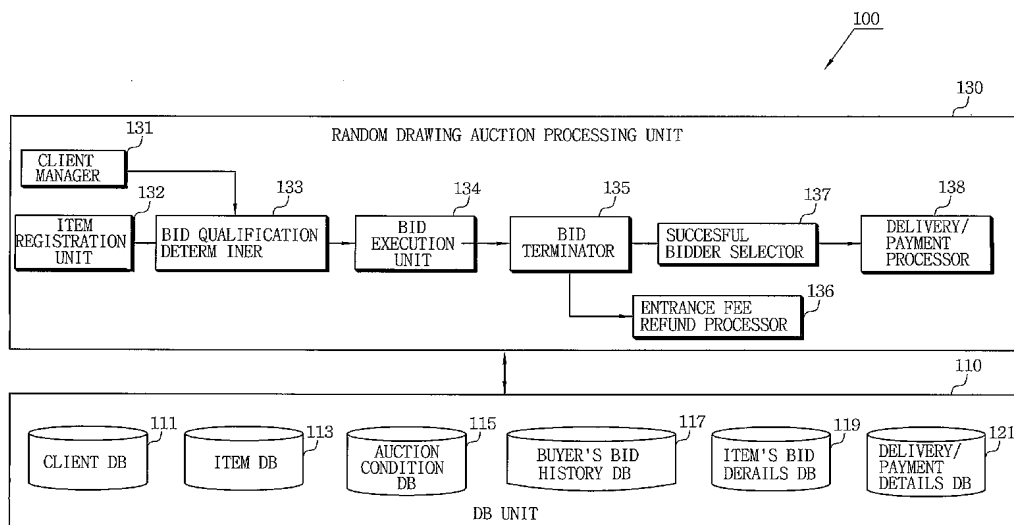 100
130
RANDOM DRAWING AUCTION PROCESSING UNIT
131
CLIENT
MANAGER
132
ITEM
REGISTRATION
UNIT
133
BID QUALIFICATION
DETERM INER
134
BID
EXECUTION
UNIT
135
BID
TERMINATOR
137
SUCCESFUL
BIDDER SELECTOR
138
DELIVERY/
PAYMENT
PROCESSOR
136
ENTRANCE FEE
REFUND PROCESSOR
110
111
CLIENT DB
113
ITEM DB
115
AUCTION
CONDITION
DB
117
BUYER'S BID
HISTORY DB
119
ITEM'S BID
DERAILS DB
121
DELIVERY/
PAYMENT
DETAILS DB
DB UNIT